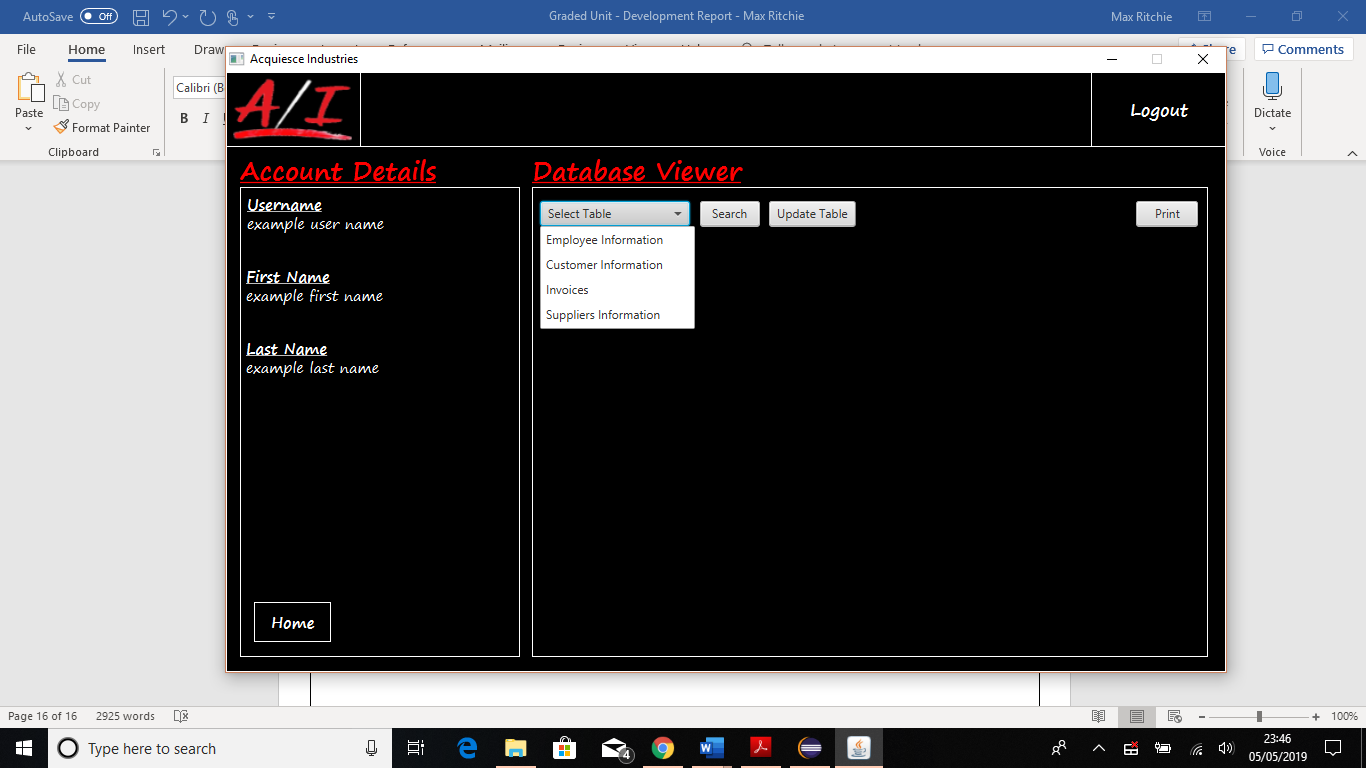 AutoSave Off
Graded Unit - Development Report - Max Ritchie
Max Ritchie
File Home Insert Draw
Comments
Acquiesce Industries
Paste
Cut
Copy
Format Painter
Clipboard
Calibri (B
B I
Dictate
Voice
A/I
Logout
Account Details
Username
example user name
First Name
example first name
Last Name
example last name
Home
Database Viewer
Select Table
Search
Update Table
Print
Employee Information
Customer Information
Invoices
Suppliers Information
Page 16 of 16 2925 words
100%
Type here to search
4
23:46
05/05/2019